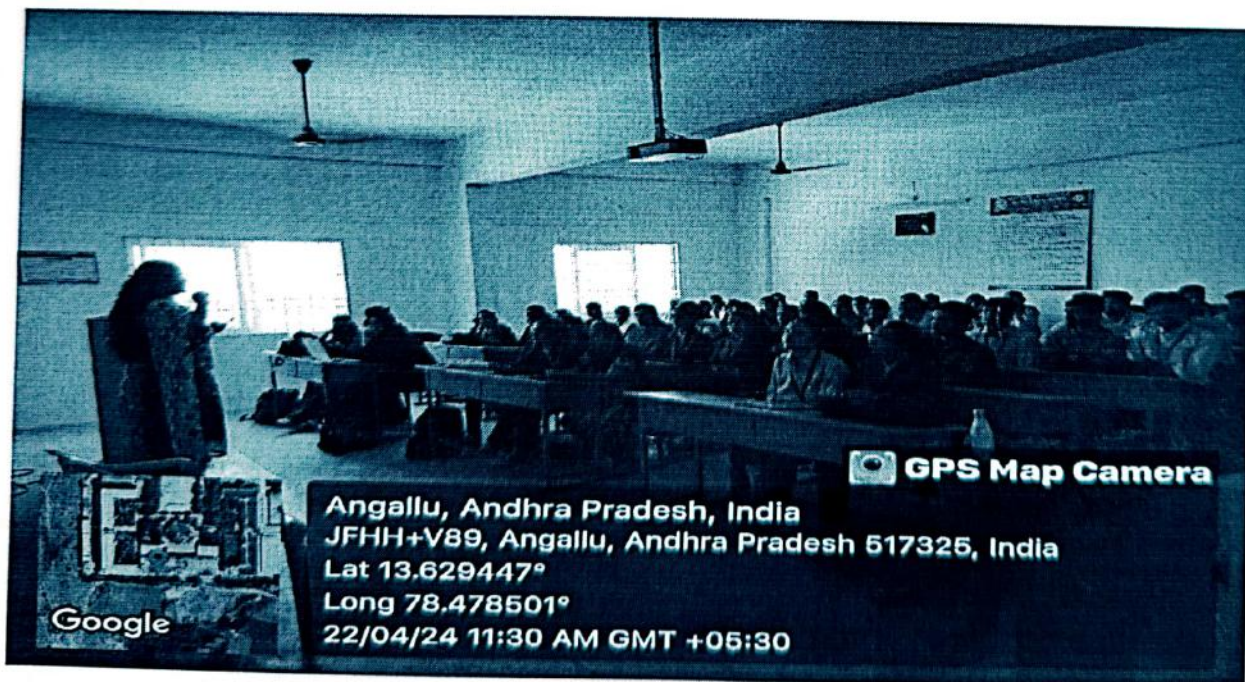 GPS Map Camera
Angallu, Andhra Pradesh, India
JFHH+V89, Angallu, Andhra Pradesh 517325, India
Lat 13.629447°
Long 78.478501°
22/04/24 11:30 AM GMT +05:30
Google